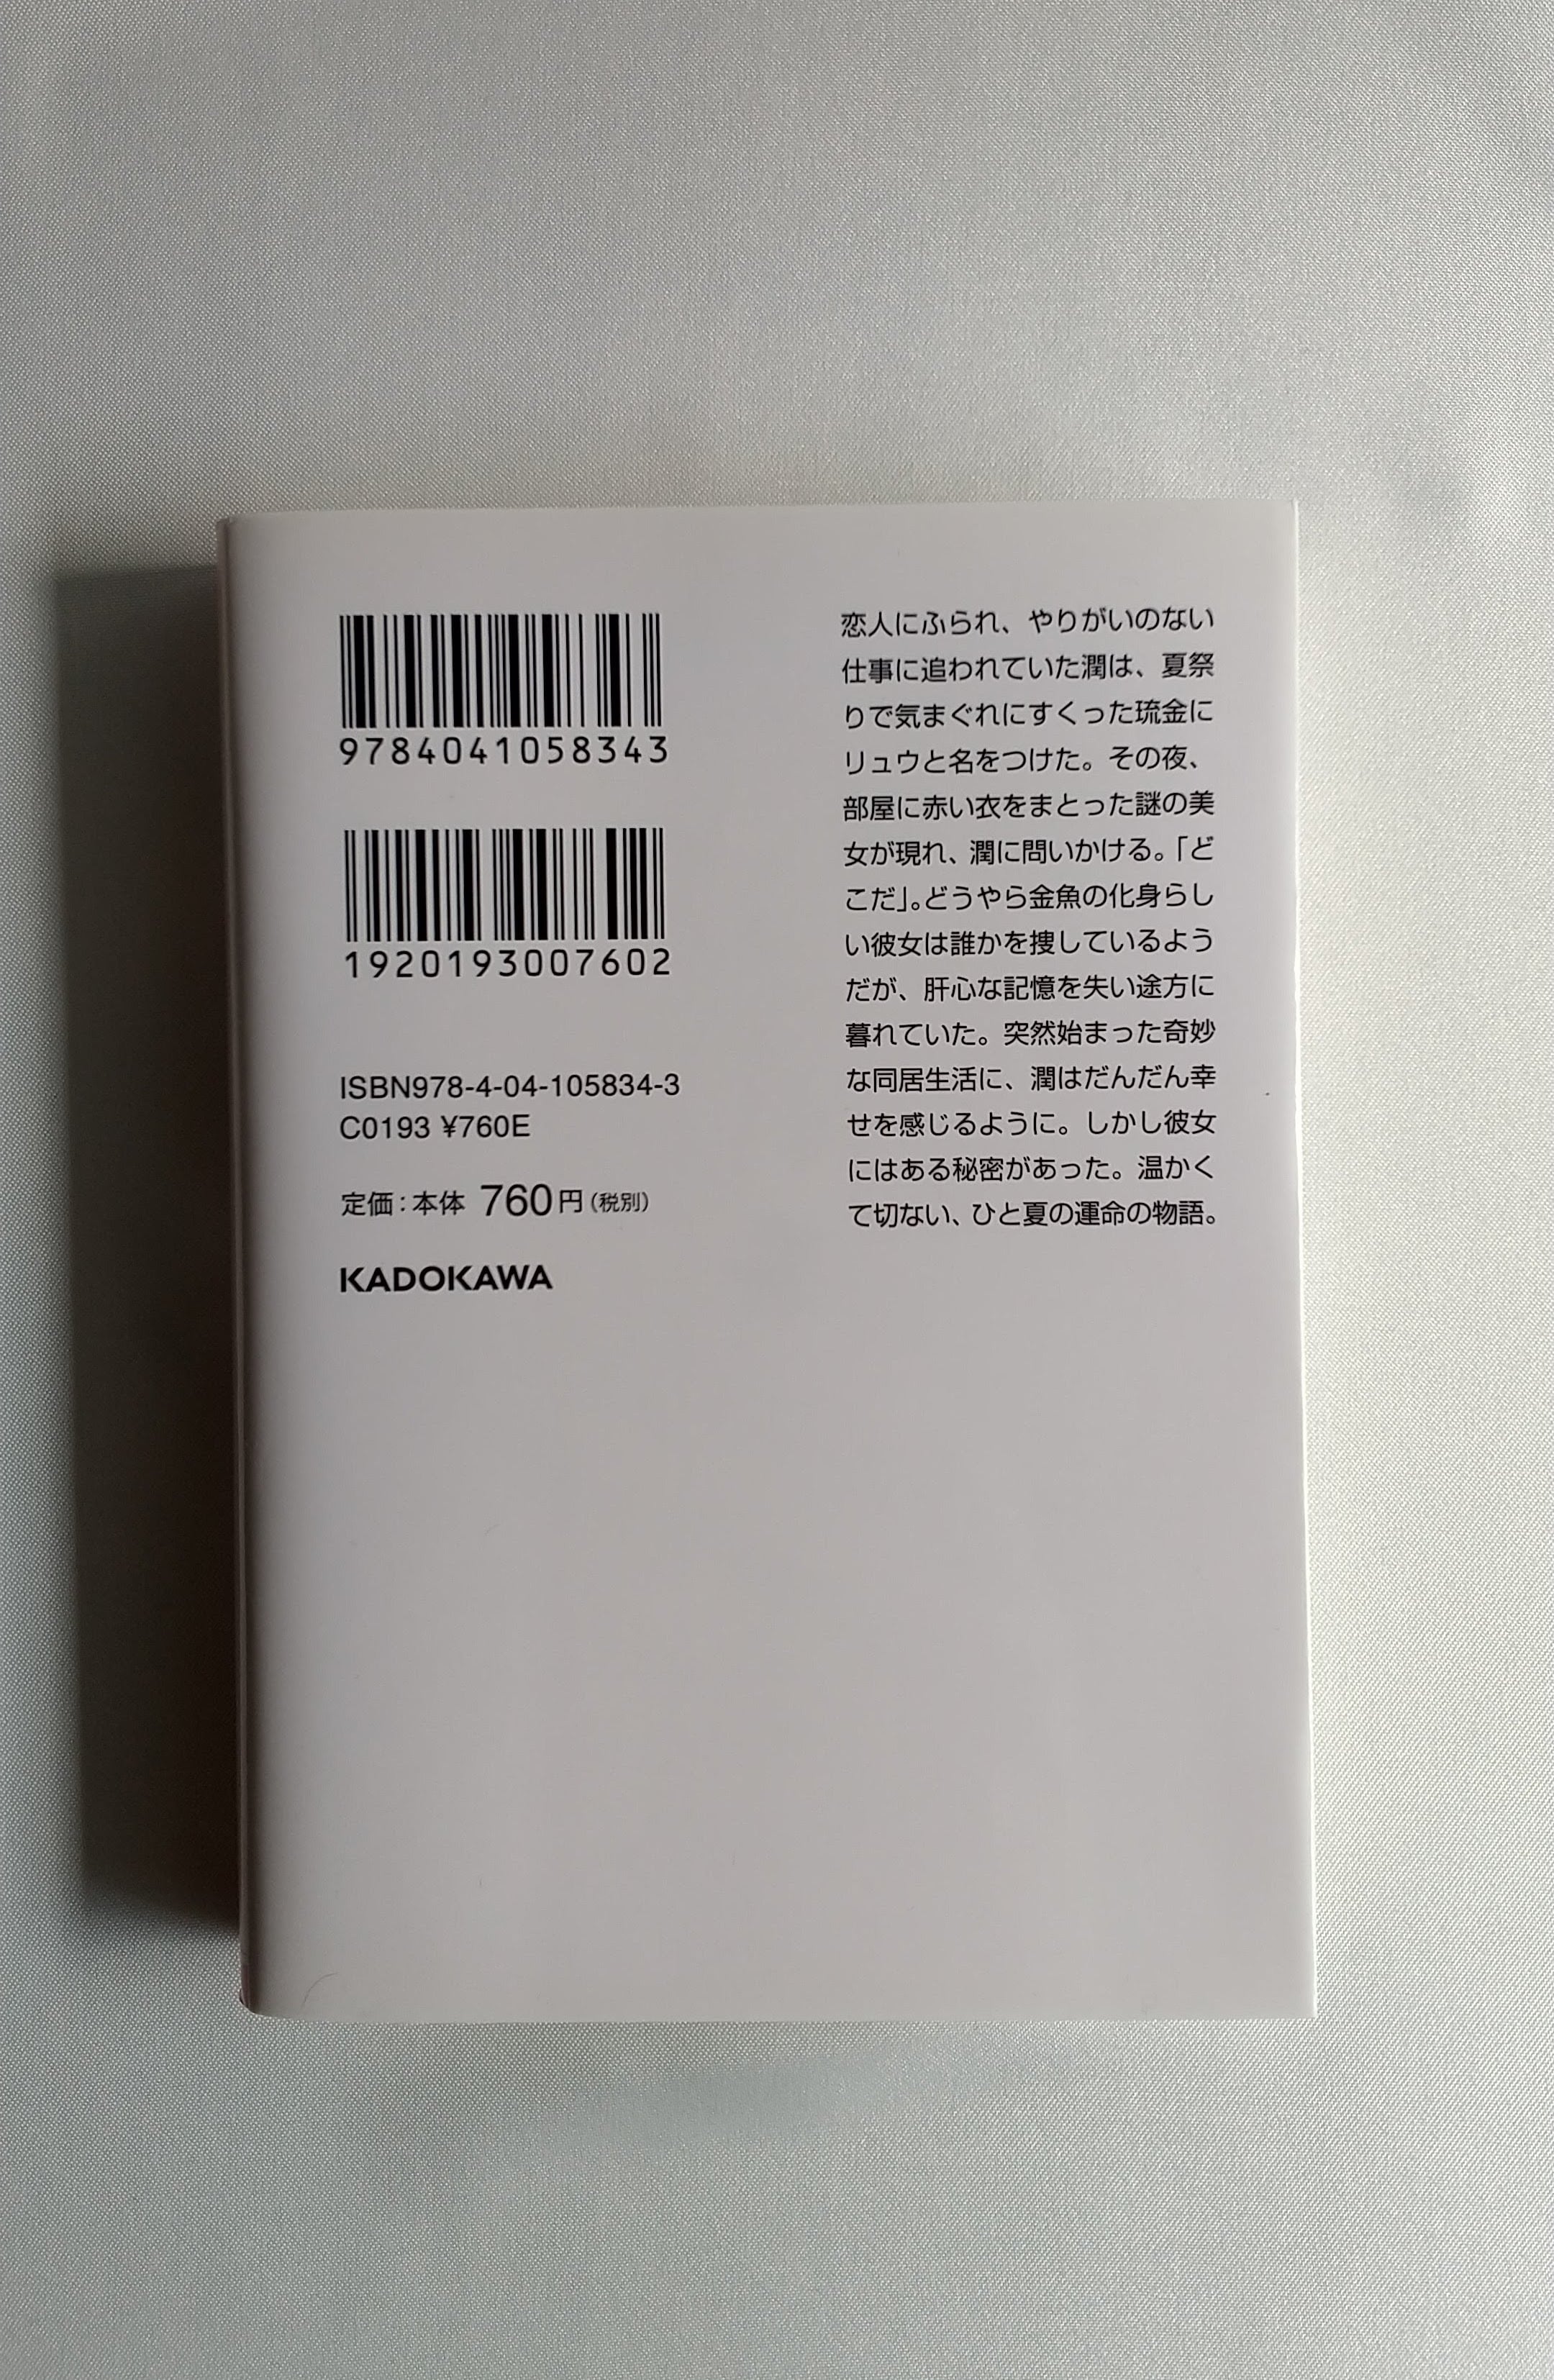 9784041058343
1920193007602
ISBN978-4-04-105834-3
C0193 ¥760E
定価:本体 760円(税別)
KADOKAWA
恋人にふられ、やりがいのない
仕事に追われていた潤は、夏祭
りで気まぐれにすくった琉金に
リュウと名をつけた。その夜、
部屋に赤い衣をまとった謎の美
女が現れ、潤に問いかける。「ど
こだ」。どうやら金魚の化身らし
い彼女は誰かを捜しているよう
だが、肝心な記憶を失い途方に
暮れていた。突然始まった奇妙
な同居生活に、潤はだんだん幸
せを感じるように。しかし彼女
にはある秘密があった。温かく
て切ない、ひと夏の運命の物語。